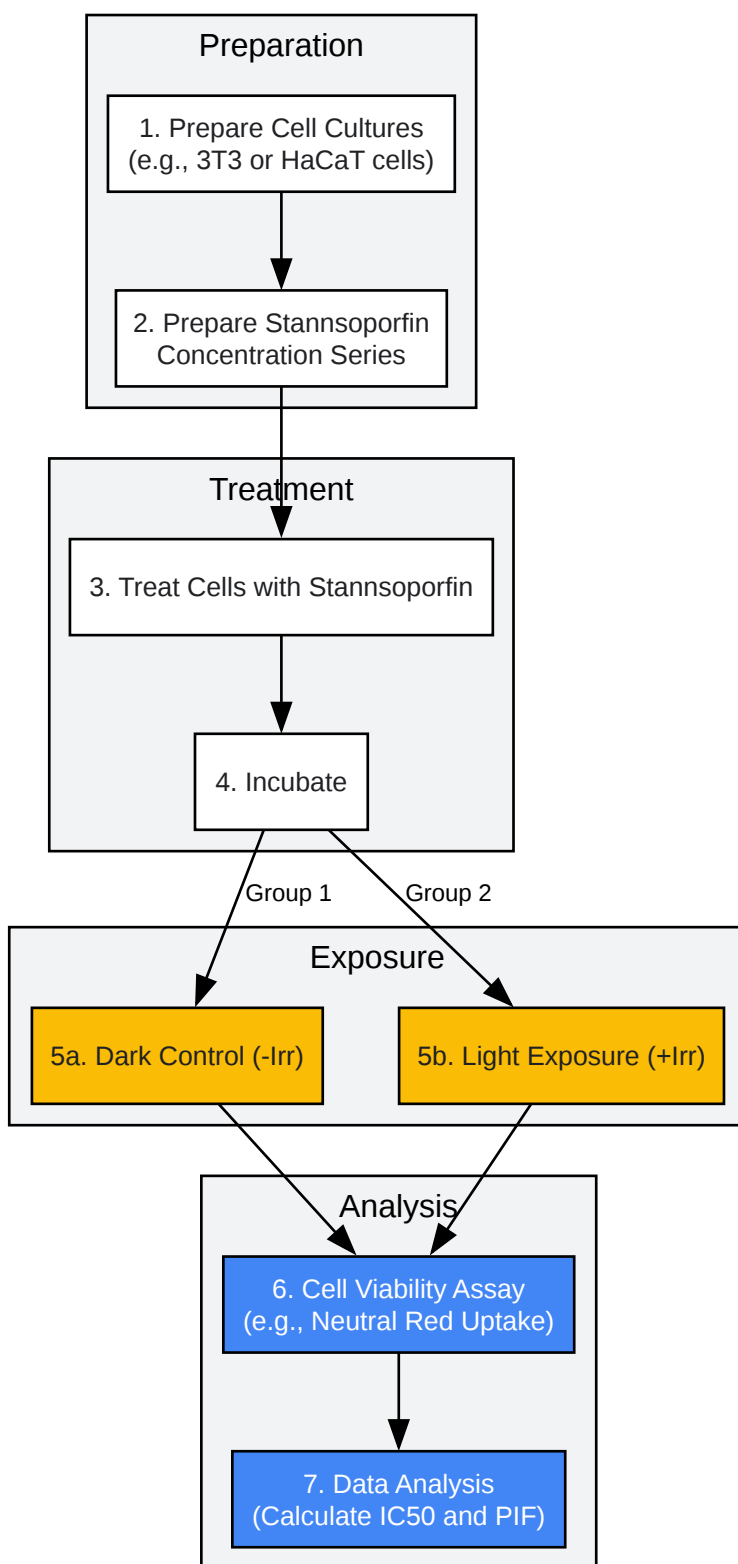 Preparation
1. Prepare Cell Cultures
(e.g., 3T3 or HaCaT cells)
2. Prepare Stannsoporfin
Concentration Series
Treatment
3. Treat Cells with Stannsoporfin
4. Incubate
Group 1
Group 2
Exposure
5a. Dark Control (-Irr)
5b. Light Exposure (+Irr)
Analysis
6. Cell Viability Assay
(e.g., Neutral Red Uptake)
7. Data Analysis
(Calculate IC50 and PIF)